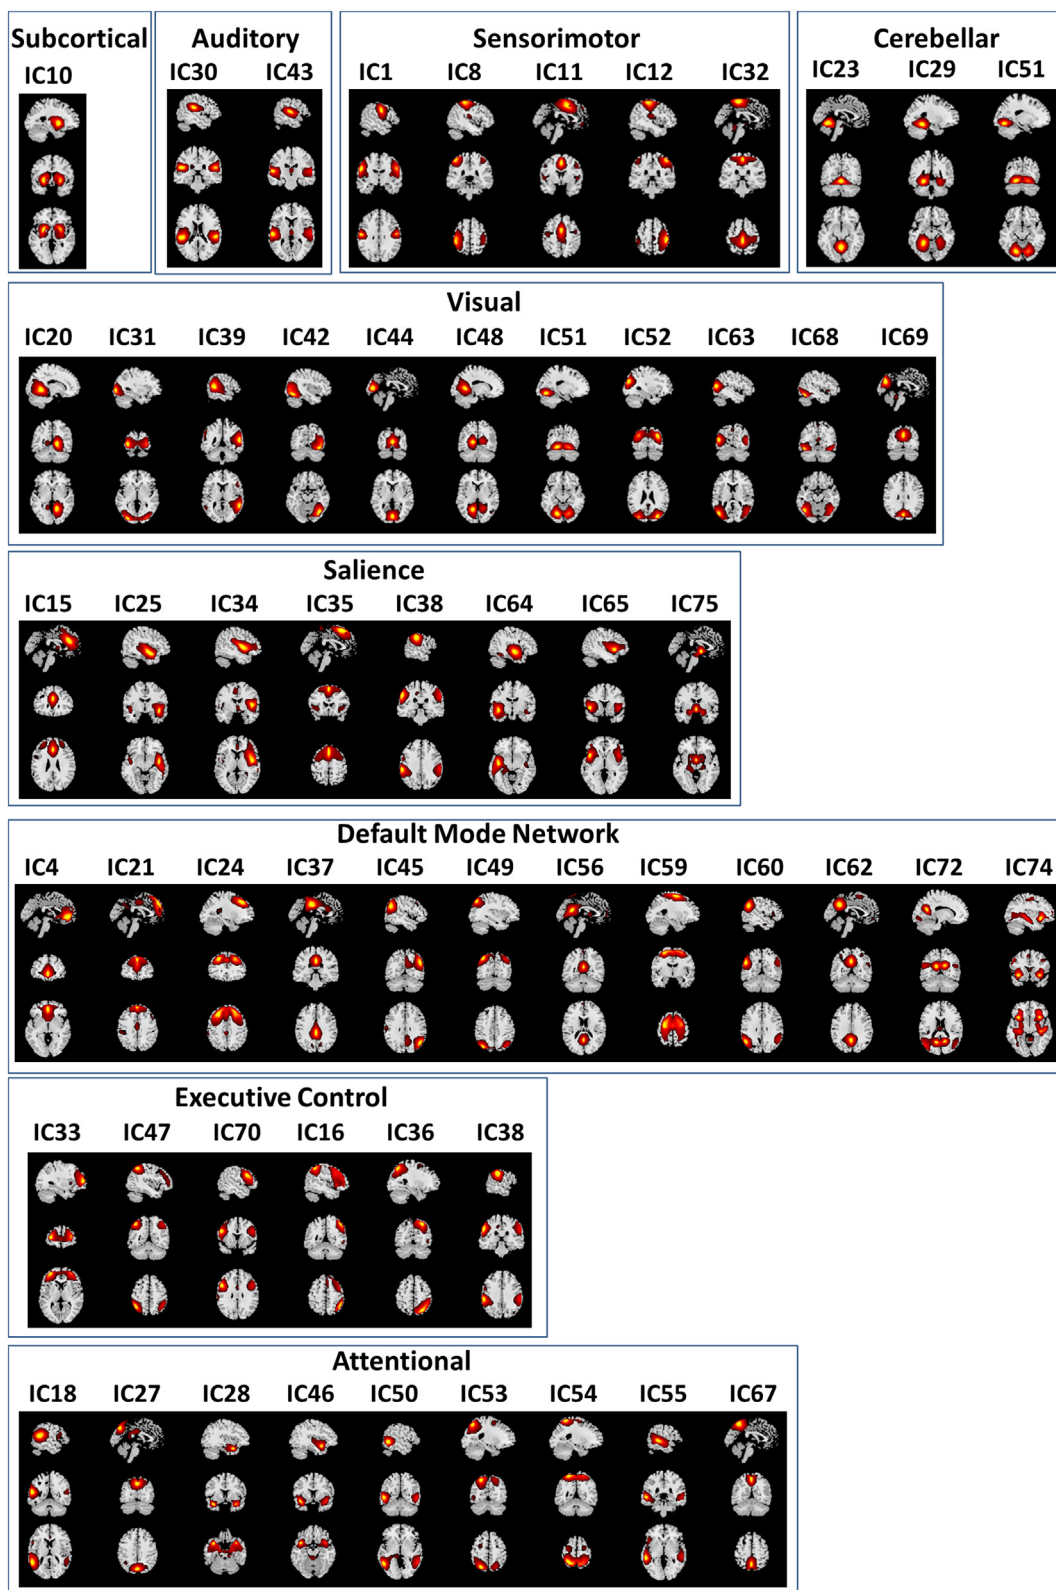 Subcortical
IC10
Auditory
IC30 IC43
Sensorimotor
IC1 IC8 IC11 IC12 IC32
Cerebellar
IC23 IC29 IC51
Visual
IC20 IC31 IC39 IC42 IC44 IC48 IC51 IC52 IC63 IC68 IC69
Salience
IC15 IC25 IC34 IC35 IC38 IC64 IC65 IC75
Default Mode Network
IC4 IC21 IC24 IC37 IC45 IC49 IC56 IC59 IC60 IC62 IC72 IC74
Executive Control
IC33 IC47 IC70 IC16 IC36 IC38
Attentional
IC18 IC27 IC28 IC46 IC50 IC53 IC54 IC55 IC67